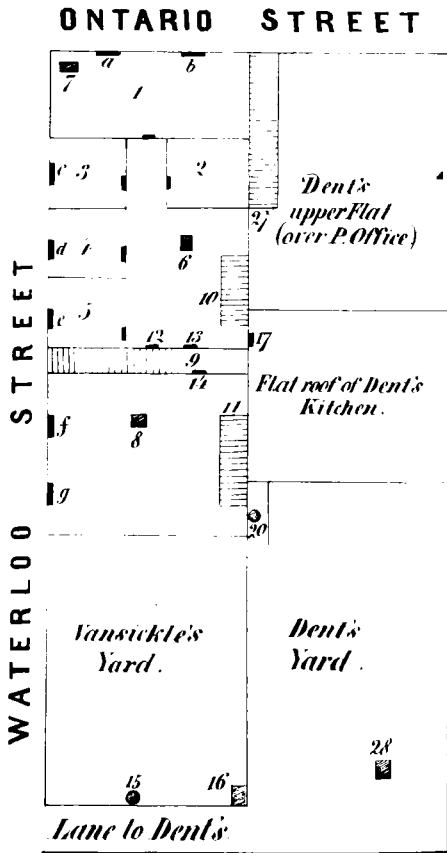 ONTARIO STREET
a b
7 1
c 3 2
Dent's
upper Flat
(over P. Office)
27
d 4
6
10
e 5
12 13 17
9
14
Flat roof of Dent's
Kitchen.
11
f
8
g
20
WATERLOO STREET
Vansickle's
Yard.
Dent's
Yard.
28
15 16
Lane to Dent's